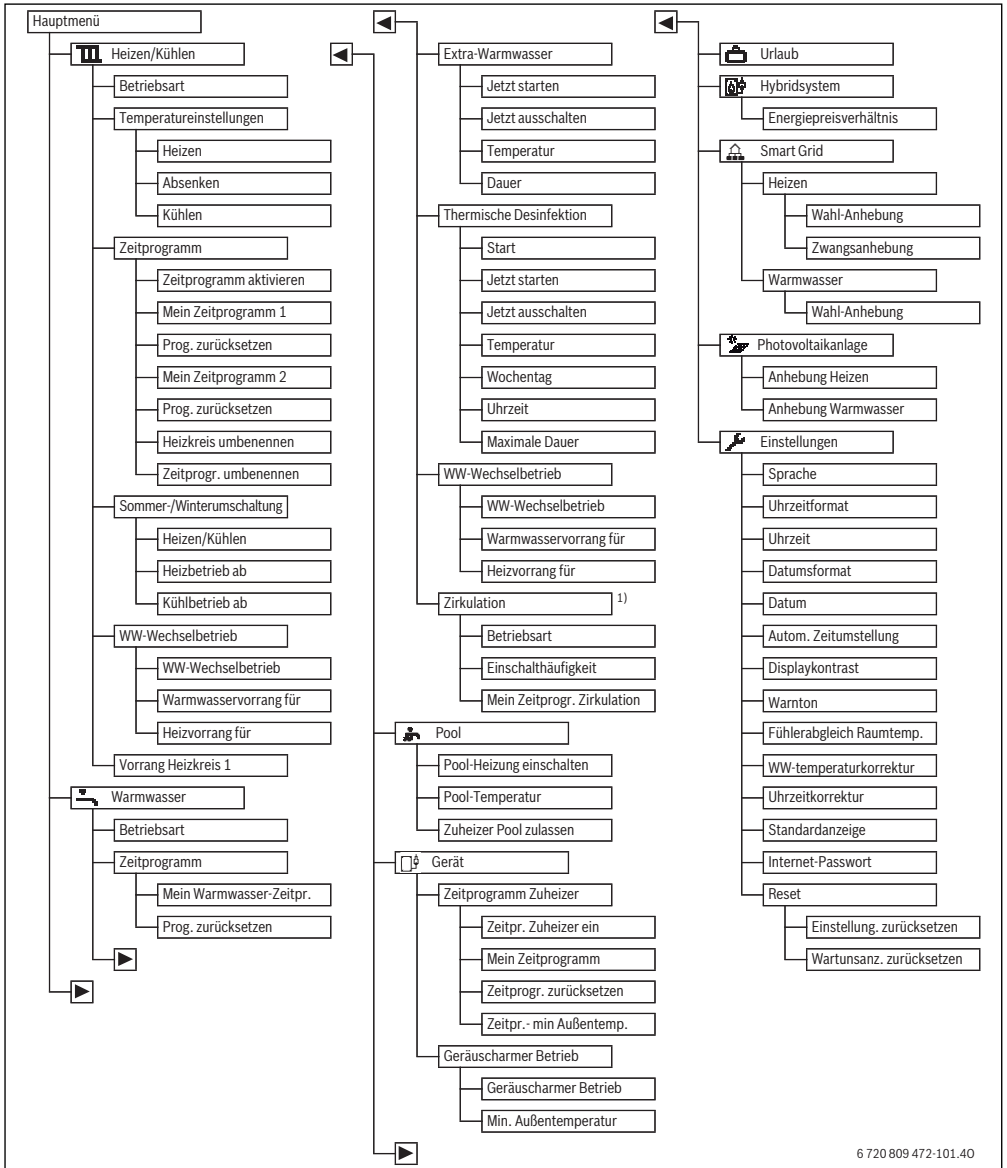 Hauptmenü
Heizen/Kühlen
Betriebsart
Temperatureinstellungen
Heizen
Absenken
Kühlen
Zeitprogramm
Zeitprogramm aktivieren
Mein Zeitprogramm 1
Prog. zurücksetzen
Mein Zeitprogramm 2
Prog. zurücksetzen
Heizkreis umbenennen
Zeitprogr. umbenennen
Sommer-/Winterumschaltung
Heizen/Kühlen
Heizbetrieb ab
Kühlbetrieb ab
WW-Wechselbetrieb
WW-Wechselbetrieb
Warmwasservorrang für
Heizvorrang für
Vorrang Heizkreis 1
Warmwasser
Betriebsart
Zeitprogramm
Mein Warmwasser-Zeitpr.
Prog. zurücksetzen
Extra-Warmwasser
Jetzt starten
Jetzt ausschalten
Temperatur
Dauer
Thermische Desinfektion
Start
Jetzt starten
Jetzt ausschalten
Temperatur
Wochentag
Uhrzeit
Maximale Dauer
WW-Wechselbetrieb
WW-Wechselbetrieb
Warmwasservorrang für
Heizvorrang für
Zirkulation 1)
Betriebsart
Einschalthäufigkeit
Mein Zeitprogr. Zirkulation
Pool
Pool-Heizung einschalten
Pool-Temperatur
Zuheizer Pool zulassen
Gerät
Zeitprogramm Zuheizer
Zeitpr. Zuheizer ein
Mein Zeitprogramm
Zeitprogr. zurücksetzen
Zeitpr.- min Außentemp.
Geräuscharmer Betrieb
Geräuscharmer Betrieb
Min. Außentemperatur
Urlaub
Hybridsystem
Energiepreisverhältnis
Smart Grid
Heizen
Wahl-Anhebung
Zwangsanhebung
Warmwasser
Wahl-Anhebung
Photovoltaikanlage
Anhebung Heizen
Anhebung Warmwasser
Einstellungen
Sprache
Uhrzeitformat
Uhrzeit
Datumsformat
Datum
Autom. Zeitumstellung
Displaykontrast
Warnton
Fühlerabgleich Raumtemp.
WW-temperaturkorrektur
Uhrzeitkorrektur
Standardanzeige
Internet-Passwort
Reset
Einstellung. zurücksetzen
Wartunsanz. zurücksetzen
6 720 809 472-101.4O